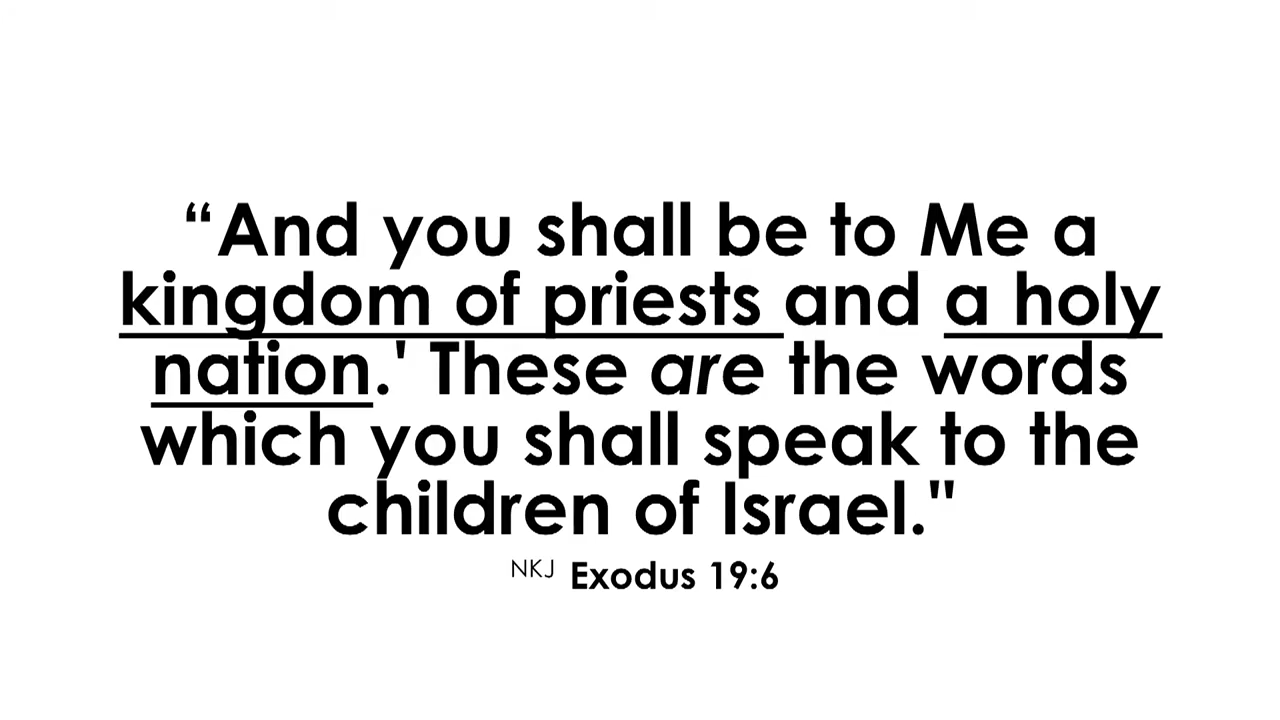 “And you shall be to Me a
kingdom of priests and a holy
nation.' These are the words
which you shall speak to the
children of Israel."
NKJ Exodus 19:6